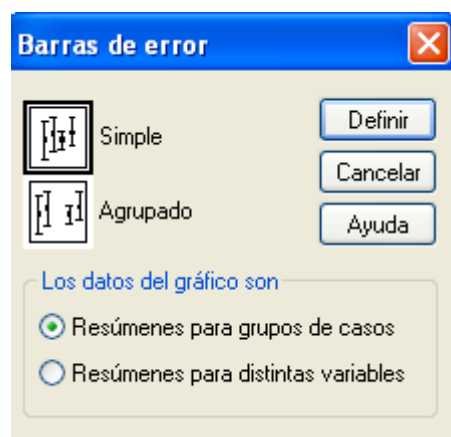 Barras de error
Simple
Agrupado
Definir
Cancelar
Ayuda
Los datos del gráfico son
Resúmenes para grupos de casos
Resúmenes para distintas variables